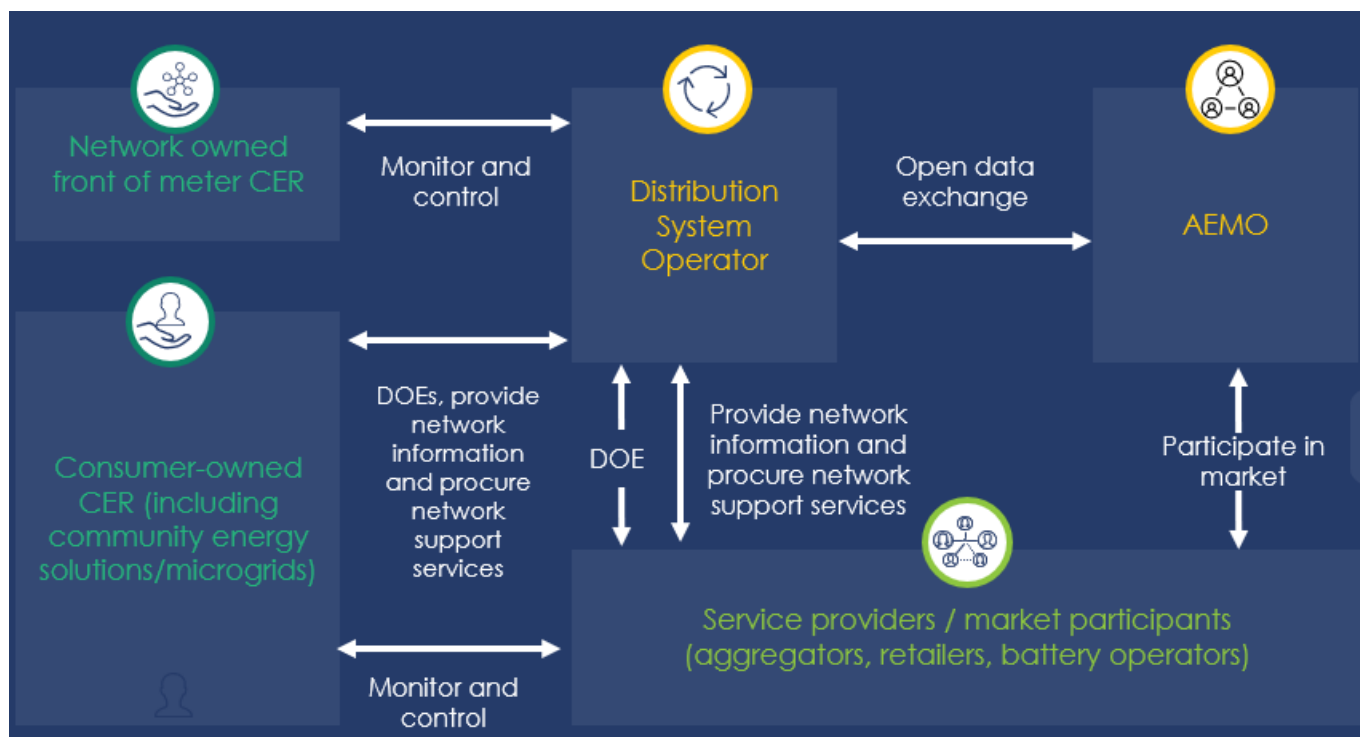 Network owned
front of meter CER
Monitor and
control
Distribution
System
Operator
Open data
exchange
AEMO
Consumer-owned
CER (including
community energy
solutions/microgrids)
DOEs, provide
network
information
and procure
network
support
services
DOE
Provide network
information and
procure network
support services
Participate in
market
Monitor and
control
Service providers / market participants
(aggregators, retailers, battery operators)